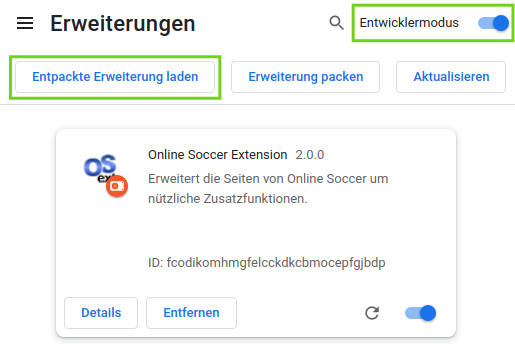 Erweiterungen
Entwicklermodus
Entpackte Erweiterung laden
Erweiterung packen
Aktualisieren
OS
ext
Online Soccer Extension 2.0.0
Erweitert die Seiten von Online Soccer um
nützliche Zusatzfunktionen.
ID: fcodikomhmgfelcckdkcbmocepfgjbdp
Details
Entfernen